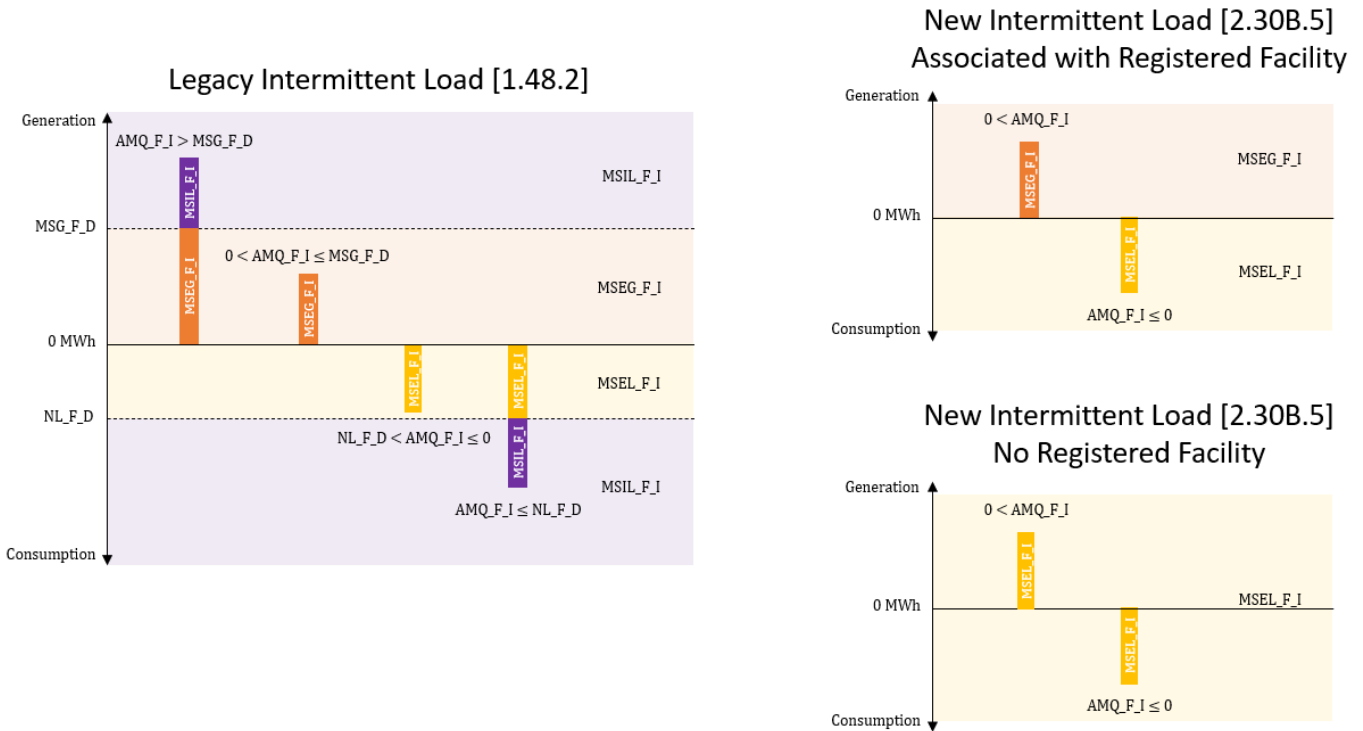 Legacy Intermittent Load [1.48.2]
Generation
AMQ_F_I > MSG_F_D
MSIL_F_I
MSIL_F_I
MSG_F_D
0 < AMQ_F_I ≤ MSG_F_D
MSEG_F_I
MSEG_F_I
MSEG_F_I
0 MWh
MSEL_F_I
MSEL_F_I
MSEL_F_I
NL_F_D
NL_F_D < AMQ_F_I ≤ 0
MSIL_F_I
MSIL_F_I
AMQ_F_I ≤ NL_F_D
Consumption
New Intermittent Load [2.30B.5]
Associated with Registered Facility
Generation
0 < AMQ_F_I
MSEG_F_I
MSEG_F_I
0 MWh
MSEL_F_I
MSEL_F_I
AMQ_F_I ≤ 0
Consumption
New Intermittent Load [2.30B.5]
No Registered Facility
Generation
0 < AMQ_F_I
MSEL_F_I
MSEL_F_I
0 MWh
MSEL_F_I
AMQ_F_I ≤ 0
Consumption